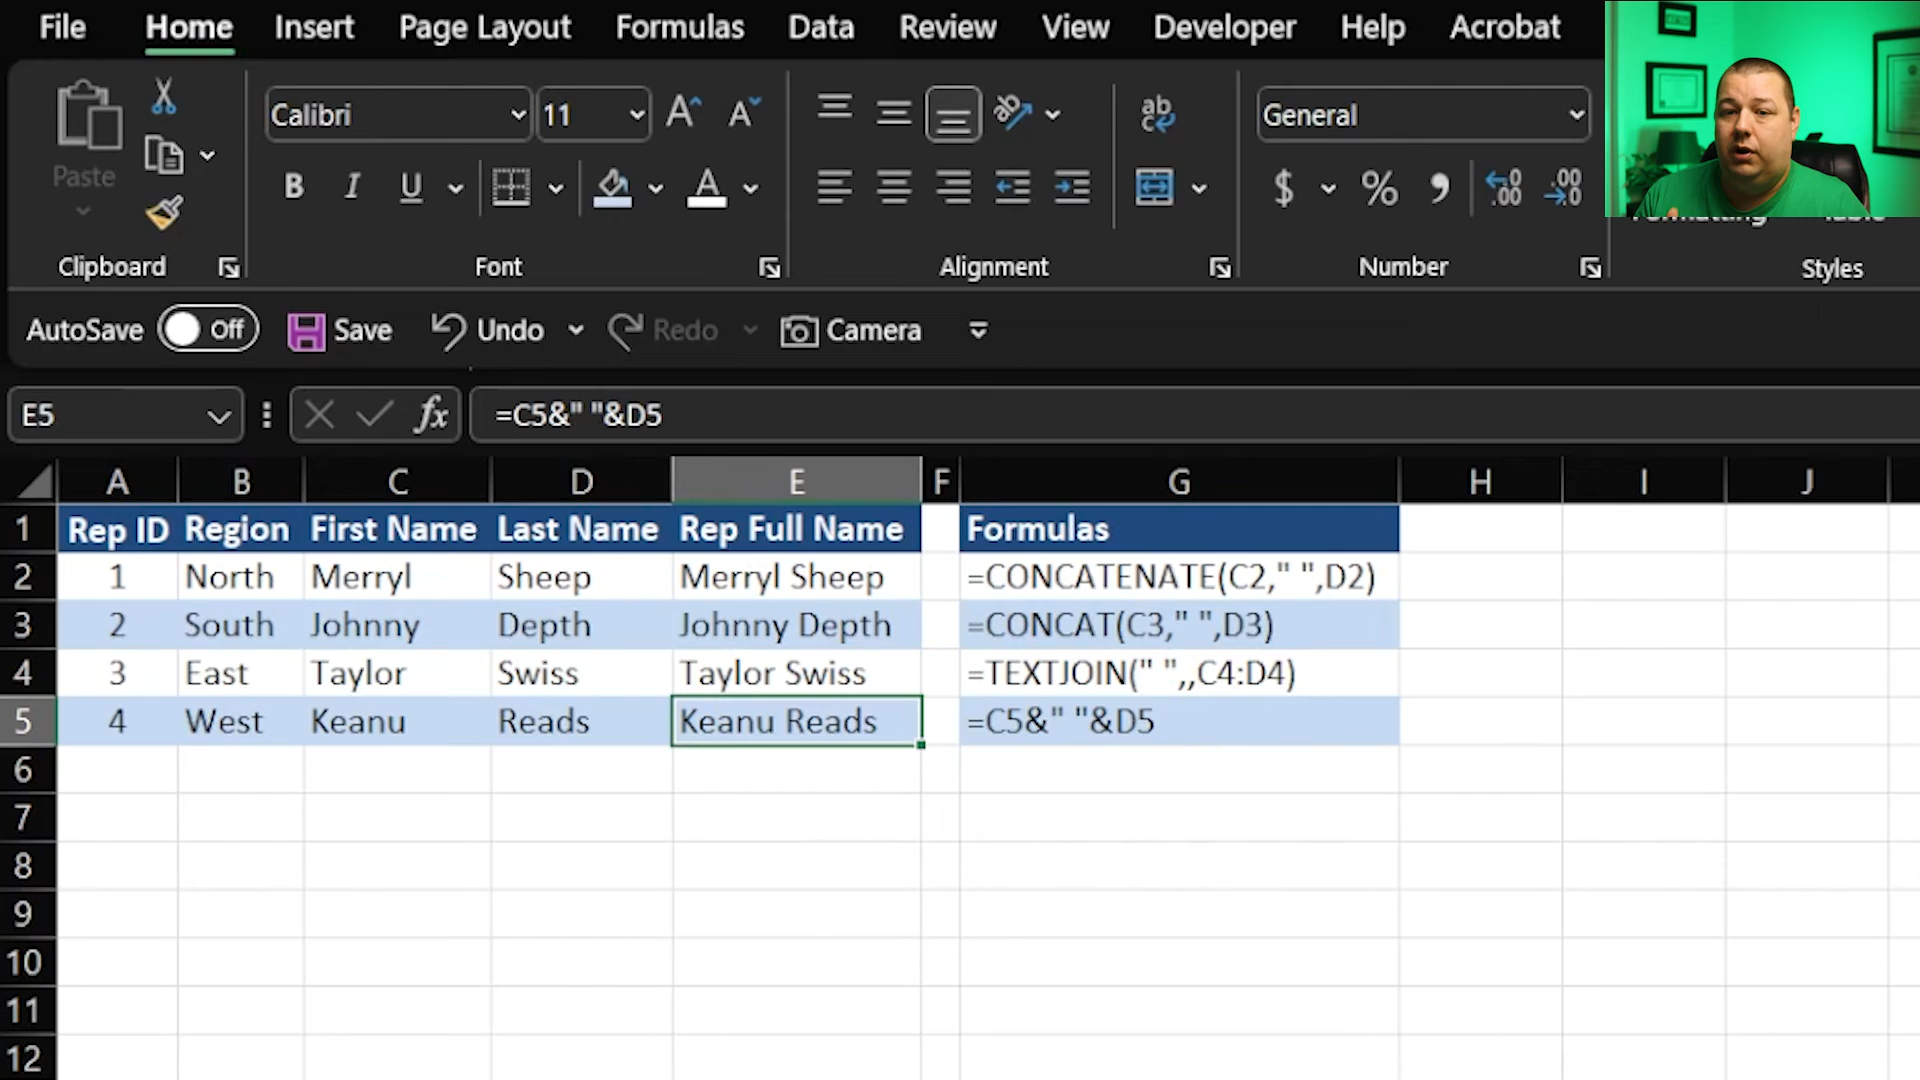 File Home Insert Page Layout Formulas Data Review View Developer Help Acrobat
Calibri 11 General
Paste
B I U A $ % 9
Clipboard Font Alignment Number Styles
AutoSave Off Save Undo Redo Camera
E5 fx =C5&" "&D5
A B C D E F G H I J
1 Rep ID Region First Name Last Name Rep Full Name Formulas
2 1 North Merryl Sheep Merryl Sheep =CONCATENATE(C2," ",D2)
3 2 South Johnny Depth Johnny Depth =CONCAT(C3," ",D3)
4 3 East Taylor Swiss Taylor Swiss =TEXTJOIN(" ",,C4:D4)
5 4 West Keanu Reads Keanu Reads =C5&" "&D5
6
7
8
9
10
11
12